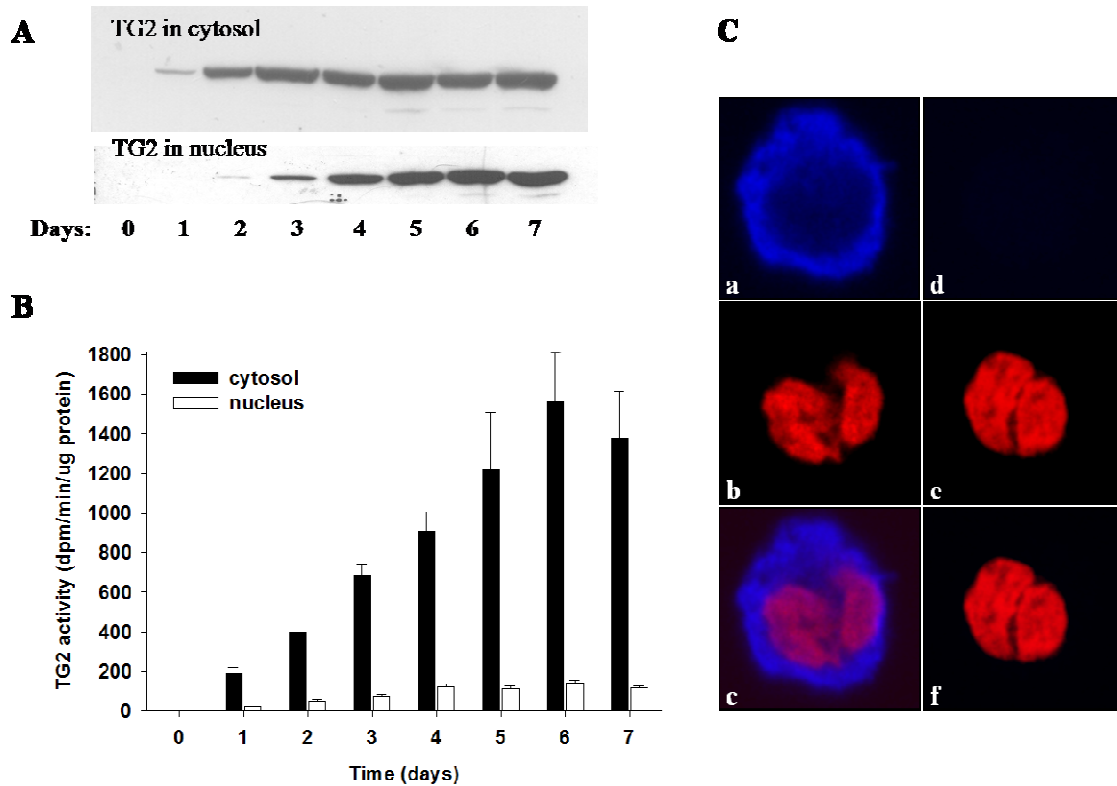 A
TG2 in cytosol
TG2 in nucleus
Days: 0 1 2 3 4 5 6 7
B
TG2 activity (dpm/min/ug protein)
1800
1600
1400
1200
1000
800
600
400
200
0
cytosol
nucleus
0 1 2 3 4 5 6 7
Time (days)
C
a
d
b
e
c
f